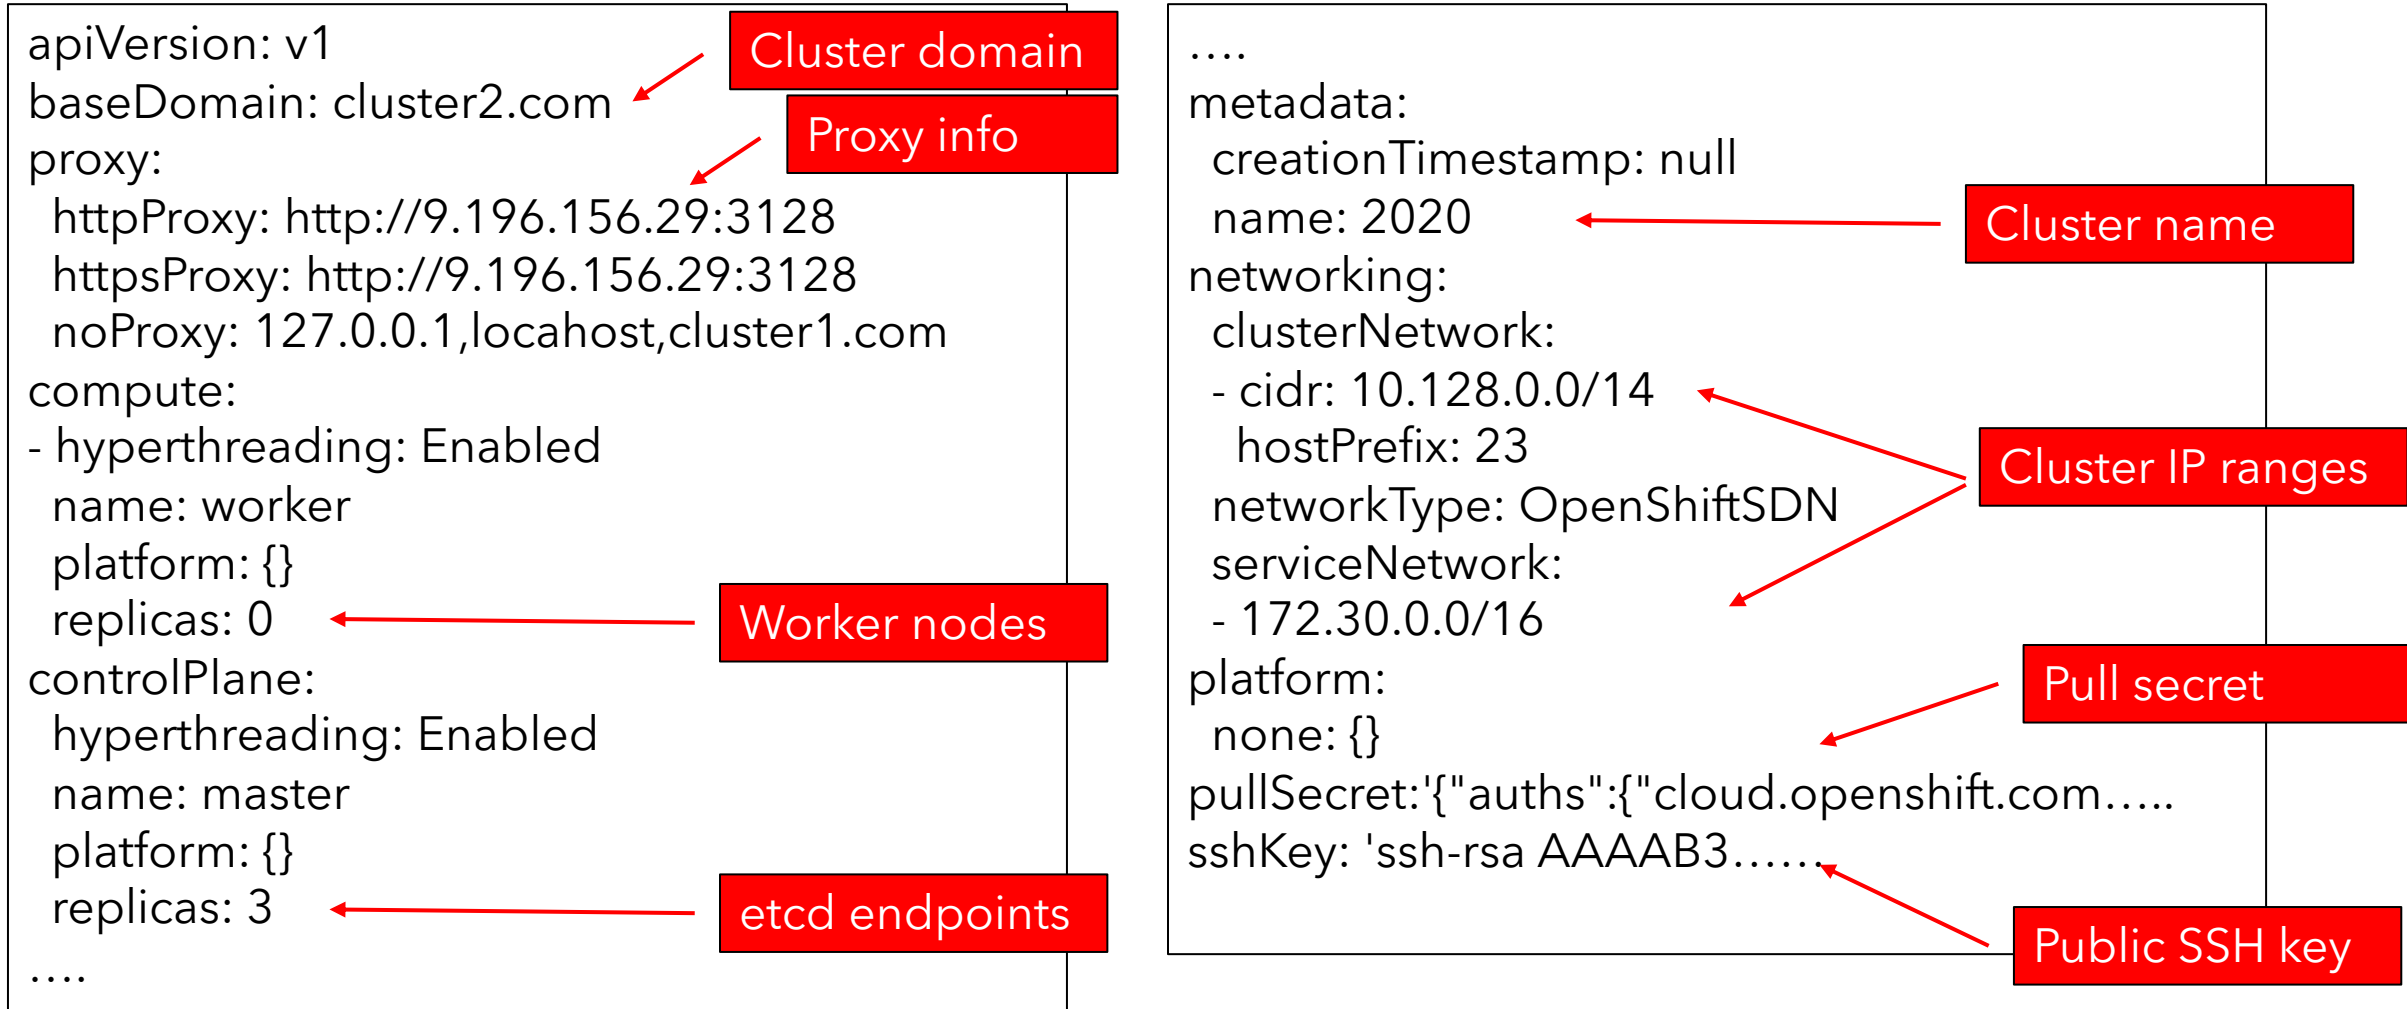 apiVersion: v1
baseDomain: cluster2.com
proxy:
  httpProxy: http://9.196.156.29:3128
  httpsProxy: http://9.196.156.29:3128
  noProxy: 127.0.0.1,locahost,cluster1.com
compute:
- hyperthreading: Enabled
  name: worker
  platform: {}
  replicas: 0
controlPlane:
  hyperthreading: Enabled
  name: master
  platform: {}
  replicas: 3
....
Cluster domain
Proxy info
Worker nodes
etcd endpoints
....
metadata:
  creationTimestamp: null
  name: 2020
networking:
  clusterNetwork:
  - cidr: 10.128.0.0/14
    hostPrefix: 23
  networkType: OpenShiftSDN
  serviceNetwork:
  - 172.30.0.0/16
platform:
  none: {}
pullSecret:'{"auths":{"cloud.openshift.com.....
sshKey: 'ssh-rsa AAAAB3......
Cluster name
Cluster IP ranges
Pull secret
Public SSH key